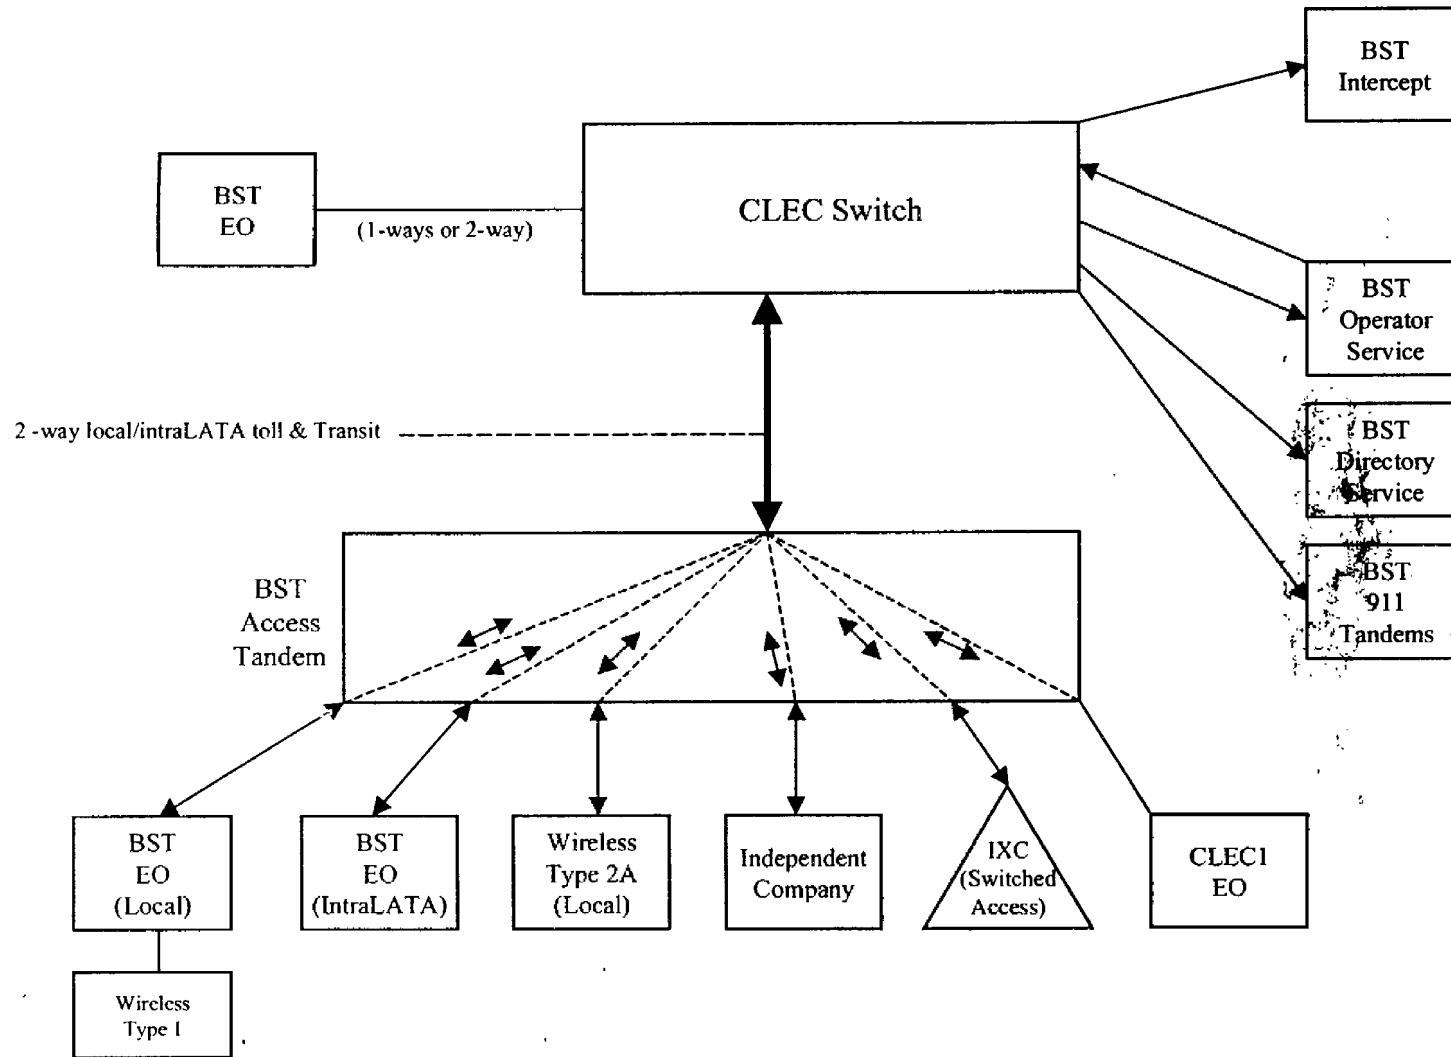 BST
Intercept
BST
EO
(1-ways or 2-way)
CLEC Switch
BST
Operator
Service
2 -way local/intraLATA toll & Transit
BST
Directory
Service
BST
Access
Tandem
BST
911
Tandems
BST
EO
(Local)
BST
EO
(IntraLATA)
Wireless
Type 2A
(Local)
Independent
Company
IXC
(Switched
Access)
CLEC1
EO
Wireless
Type 1